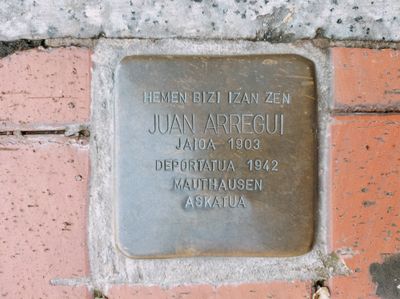 HEMEN BIZI IZAN ZEN
JUAN ARREGUI
JAIOA 1903
DEPORTATUA 1942
MAUTHAUSEN
ASKATUA